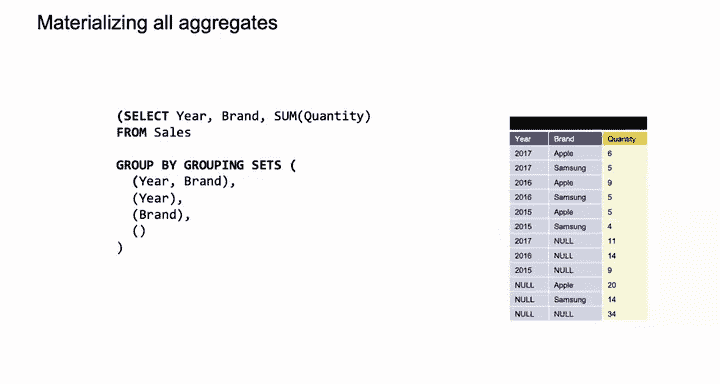 Materializing all aggregates
(SELECT Year, Brand, SUM(Quantity)
FROM Sales
GROUP BY GROUPING SETS (
(Year, Brand),
(Year),
(Brand),
()
)
Year Brand Quantity
2017 Apple 6
2017 Samsung 5
2016 Apple 9
2016 Samsung 5
2015 Apple 5
2015 Samsung 4
2017 NULL 11
2016 NULL 14
2015 NULL 9
NULL Apple 20
NULL Samsung 14
NULL NULL 34